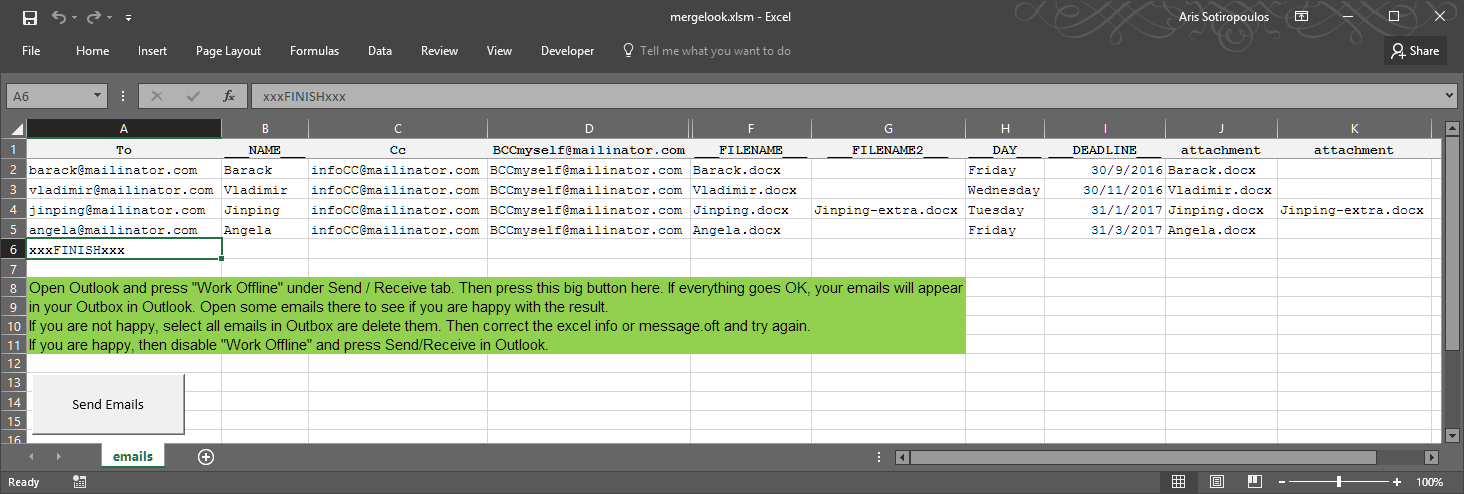 mergelook.xlsm - Excel
Aris Sotiropoulos
File Home Insert Page Layout Formulas Data Review View Developer Tell me what you want to do Share
A6 fx xxxFINISHxxx
A B C D F G H I J K
1 To ___NAME___ Cc BCCmyself@mailinator.com ___FILENAME___ ___FILENAME2___ ___DAY___ ___DEADLINE___ attachment attachment
2 barack@mailinator.com Barack infoCC@mailinator.com BCCmyself@mailinator.com Barack.docx Friday 30/9/2016 Barack.docx
3 vladimir@mailinator.com Vladimir infoCC@mailinator.com BCCmyself@mailinator.com Vladimir.docx Wednesday 30/11/2016 Vladimir.docx
4 jinping@mailinator.com Jinping infoCC@mailinator.com BCCmyself@mailinator.com Jinping.docx Jinping-extra.docx Tuesday 31/1/2017 Jinping.docx Jinping-extra.docx
5 angela@mailinator.com Angela infoCC@mailinator.com BCCmyself@mailinator.com Angela.docx Friday 31/3/2017 Angela.docx
6 xxxFINISHxxx
7
8 Open Outlook and press "Work Offline" under Send / Receive tab. Then press this big button here. If everything goes OK, your emails will appear
9 in your Outbox in Outlook. Open some emails there to see if you are happy with the result.
10 If you are not happy, select all emails in Outbox are delete them. Then correct the excel info or message.oft and try again.
11 If you are happy, then disable "Work Offline" and press Send/Receive in Outlook.
12
13
14 Send Emails
15
16
emails
Ready 100%